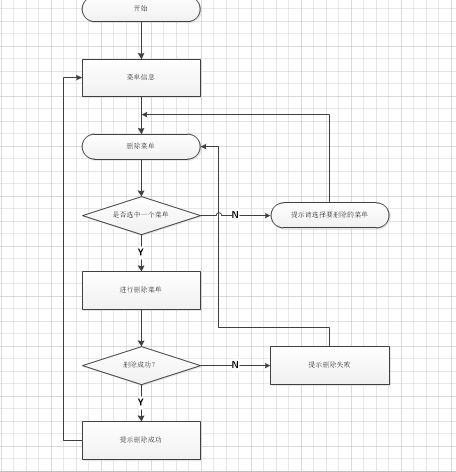 开始
菜单信息
删除菜单
是否选中一个菜单
N
提示请选择要删除的菜单
Y
进行删除菜单
删除成功？
N
提示删除失败
Y
提示删除成功